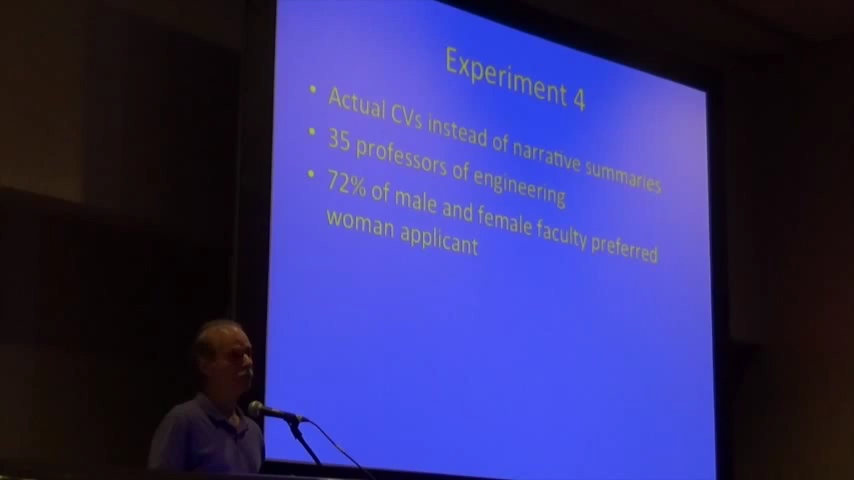 Experiment 4
• Actual CVs instead of narrative summaries
• 35 professors of engineering
• 72% of male and female faculty preferred
woman applicant